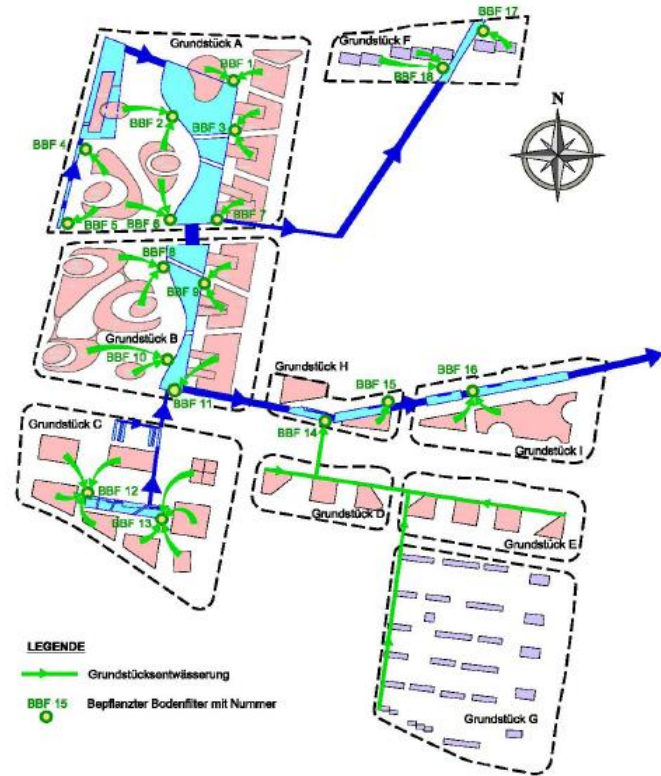 BBF 17
Grundstück F
BBF 18
Grundstück A
BBF 1
BBF 2
BBF 3
BBF 4
BBF 5
BBF 6
BBF 7
N
BBF 8
BBF 9
Grundstück B
BBF 10
BBF 11
Grundstück H
BBF 15
BBF 16
BBF 14
Grundstück I
Grundstück C
BBF 12
BBF 13
Grundstück D
Grundstück E
Grundstück G
LEGENDE
Grundstücksentwässerung
BBF 15 Bepflanzter Bodenfilter mit Nummer